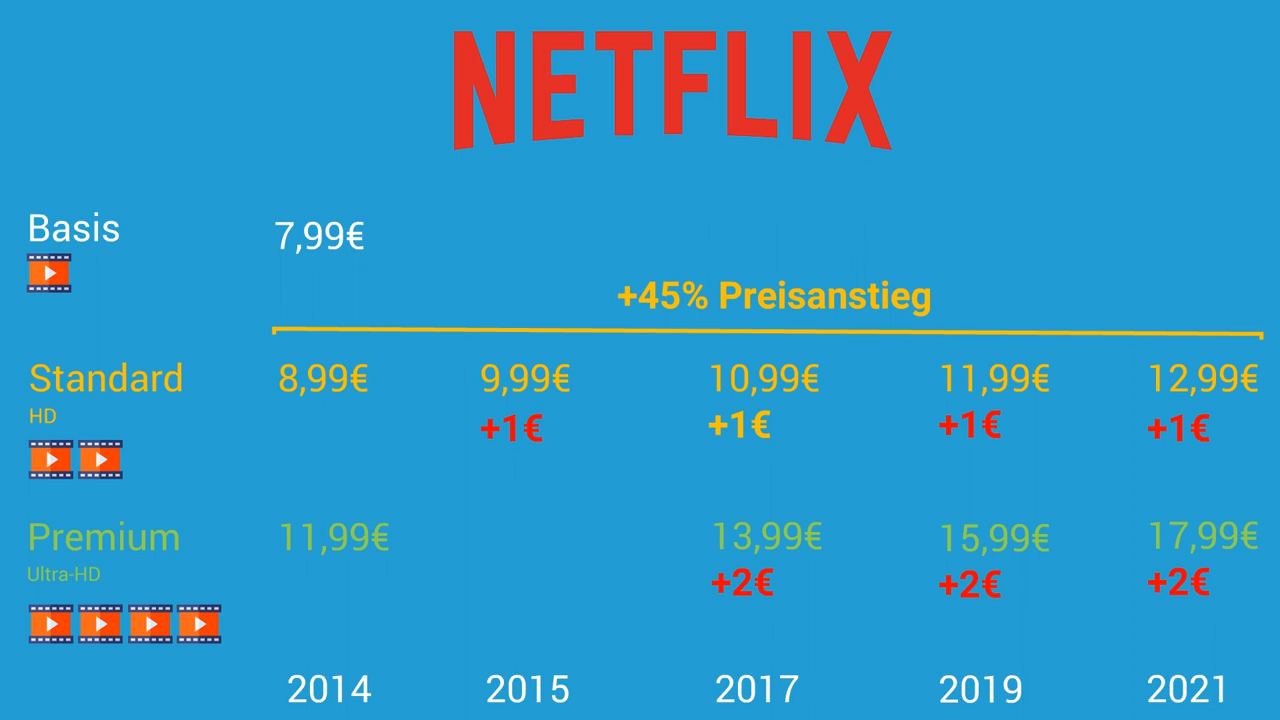 NETFLIX
Basis 7,99€
+45% Preisanstieg
Standard 8,99€ 9,99€ 10,99€ 11,99€ 12,99€
HD +1€ +1€ +1€ +1€
Premium 11,99€ 13,99€ 15,99€ 17,99€
Ultra-HD +2€ +2€ +2€
2014 2015 2017 2019 2021